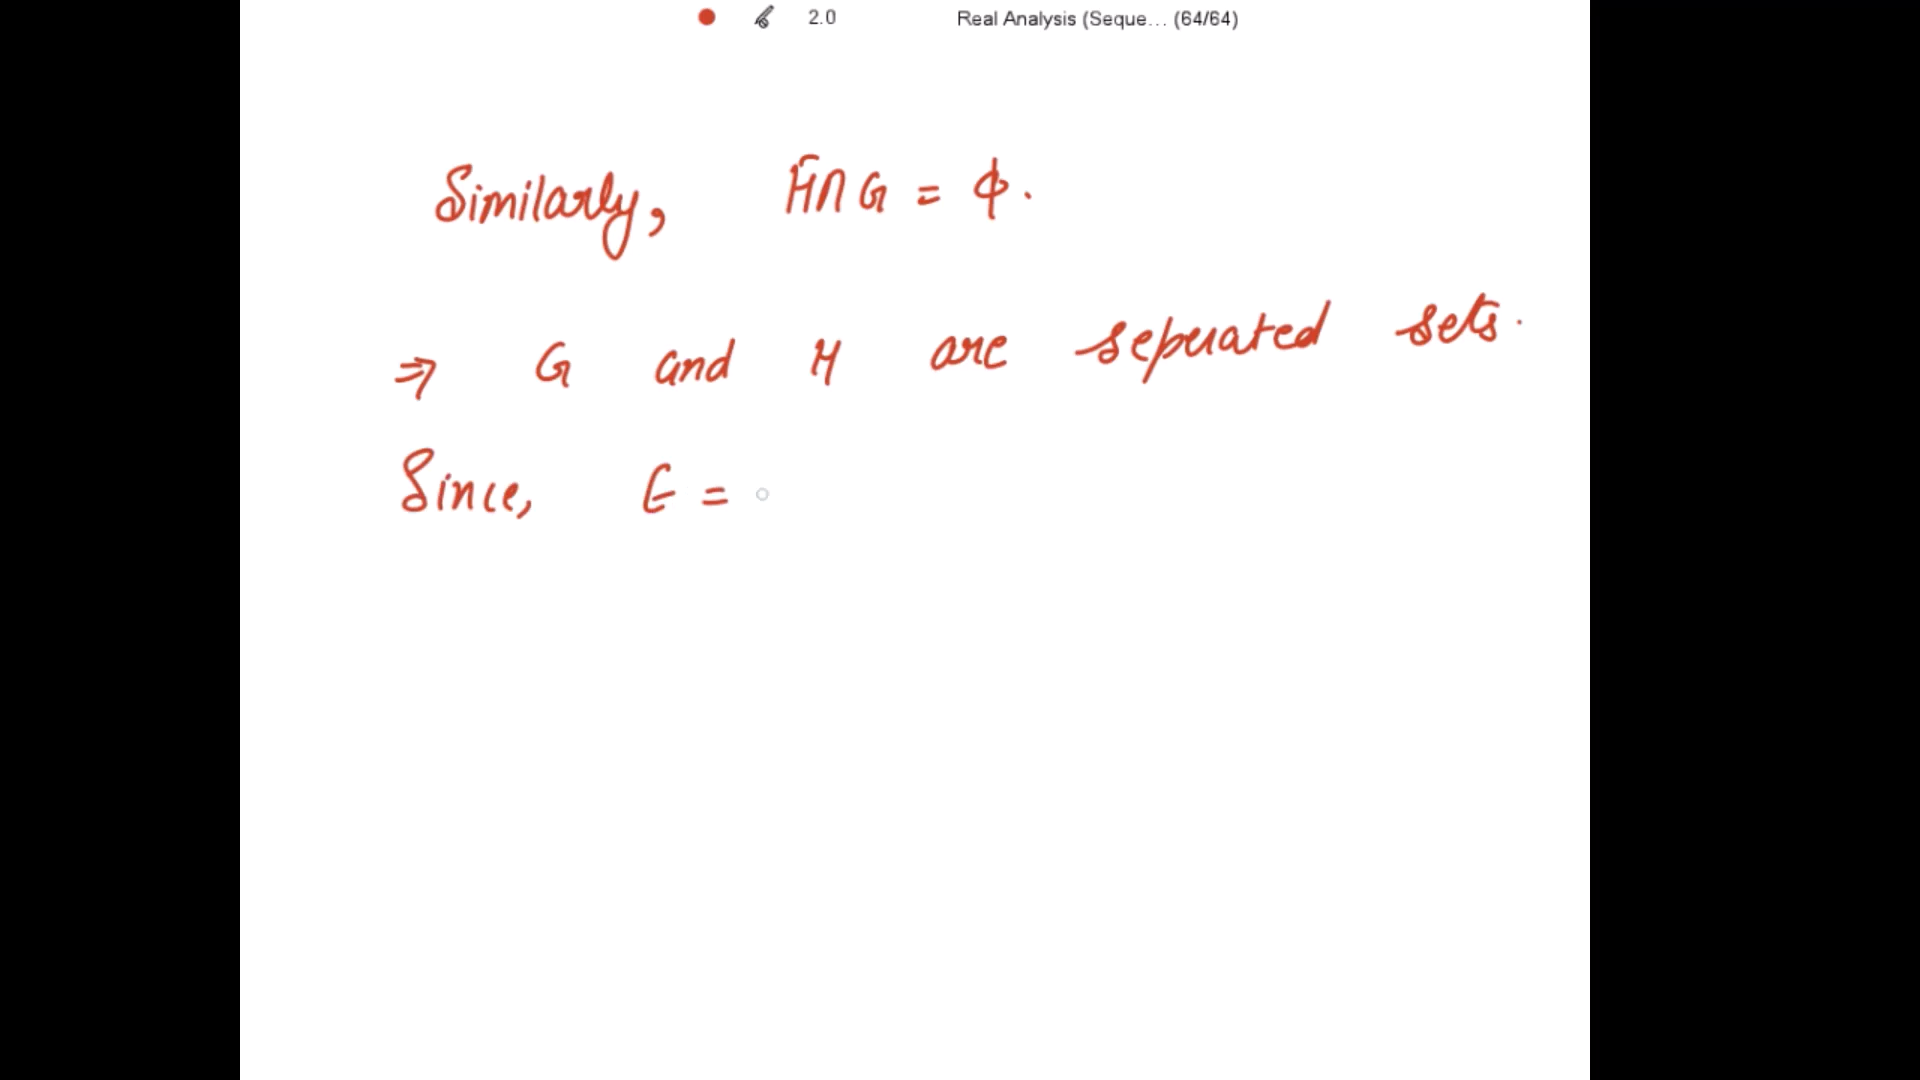 2.0 Real Analysis (Seque... (64/64)
Similarly, H̄∩G = ϕ.
⇒ G and H are seperated sets.
Since, E =